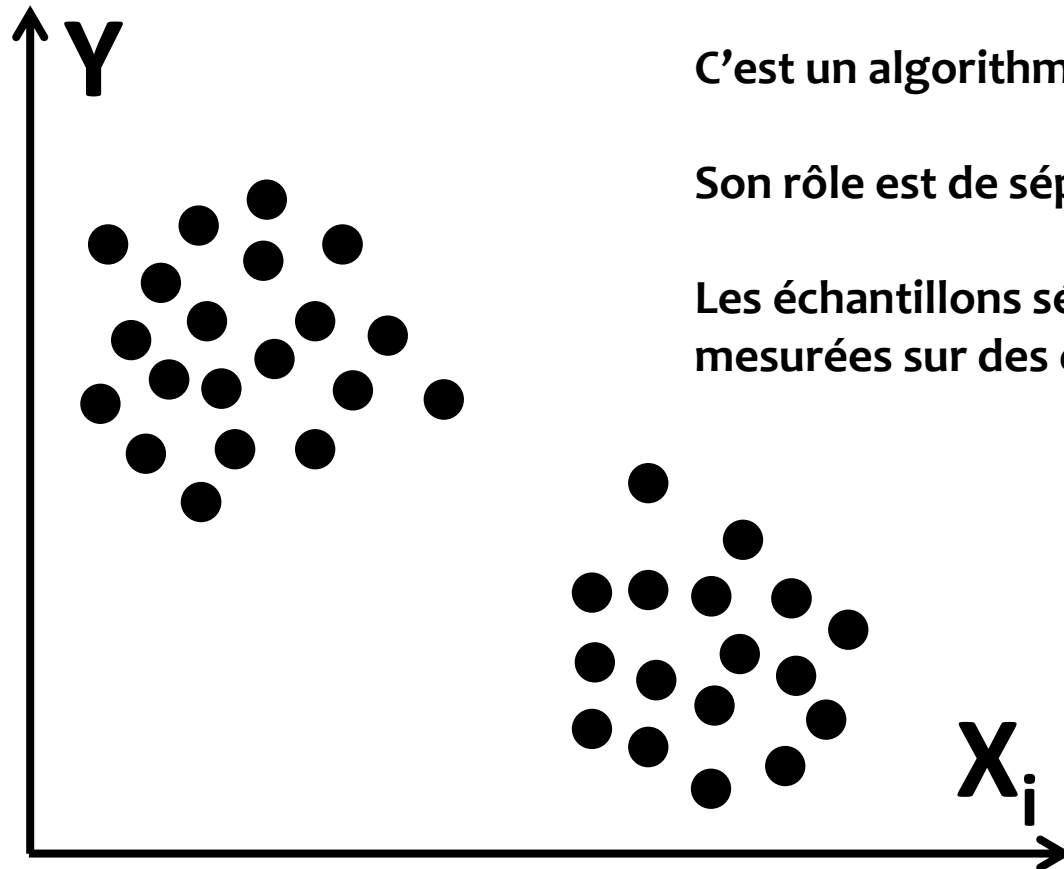 Y
C’est un algorithm
Son rôle est de sép
Les échantillons sé
mesurées sur des
Xi